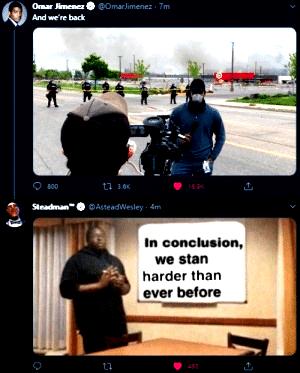 Omar Jimenez @OmarJimenez · 7m
And we're back
800 3.6K
Steadman™ @AsteadWesley · 4m
In conclusion,
we stan
harder than
ever before